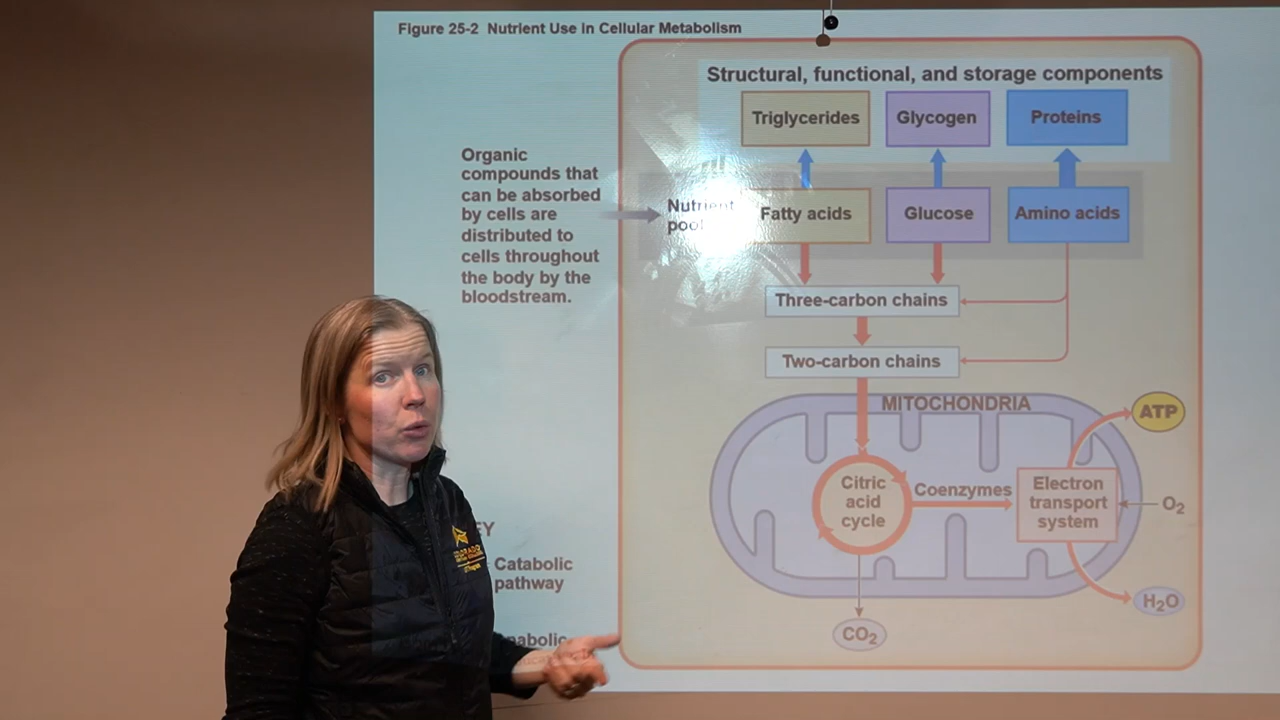 Figure 25-2 Nutrient Use in Cellular Metabolism
Structural, functional, and storage components
Triglycerides
Glycogen
Proteins
Organic
compounds that
can be absorbed
by cells are
distributed to
cells throughout
the body by the
bloodstream.
Nutrient
pool
Fatty acids
Glucose
Amino acids
Three-carbon chains
Two-carbon chains
MITOCHONDRIA
ATP
Citric
acid
cycle
Coenzymes
Electron
transport
system
O₂
H₂O
CO₂
EY
Catabolic
pathway
nabolic